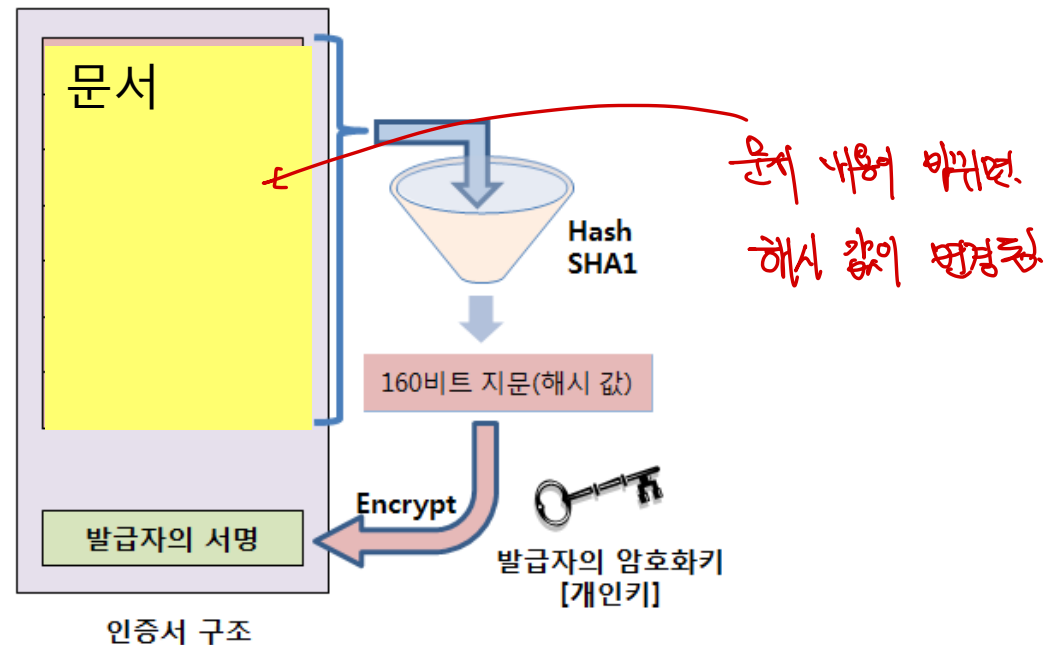 문서
Hash
SHA1
160비트 지문(해시 값)
Encrypt
발급자의 서명
발급자의 암호화키
[개인키]
인증서 구조
문서 내용이 바뀌면
해시 값이 변경됨.